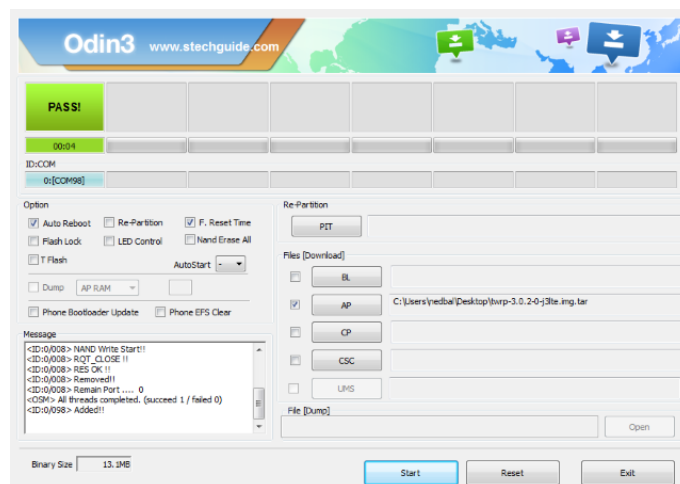 Odin3 www.stechguide.com
PASS!
00:04
ID:COM
0:[COM98]
Option
Auto Reboot Re-Partition F. Reset Time
Flash Lock LED Control Nand Erase All
T Flash AutoStart -
Dump AP RAM
Phone Bootloader Update Phone EFS Clear
Message
<ID:0/008> NAND Write Start!!
<ID:0/008> RQT_CLOSE !!
<ID:0/008> RES OK !!
<ID:0/008> Removed!!
<ID:0/008> Remain Port .... 0
<OSM> All threads completed. (succeed 1 / failed 0)
<ID:0/098> Added!!
Re-Partition
PIT
Files [Download]
BL
AP C:\Users\nedbal\Desktop\twrp-3.0.2-0-j3lte.img.tar
CP
CSC
UMS
File [Dump]
Open
Binary Size 13.1MB
Start Reset Exit